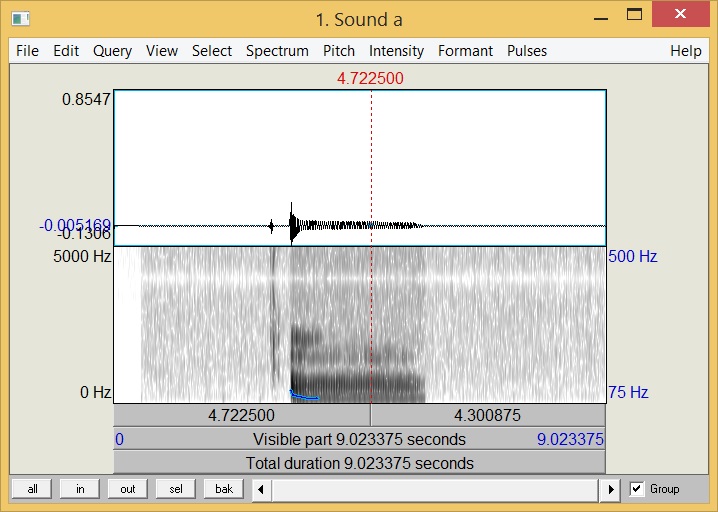 1. Sound a
File Edit Query View Select Spectrum Pitch Intensity Formant Pulses Help
4.722500
0.8547
-0.005169
-0.1306
5000 Hz 500 Hz
0 Hz 75 Hz
4.722500 4.300875
0 Visible part 9.023375 seconds 9.023375
Total duration 9.023375 seconds
all in out sel bak Group